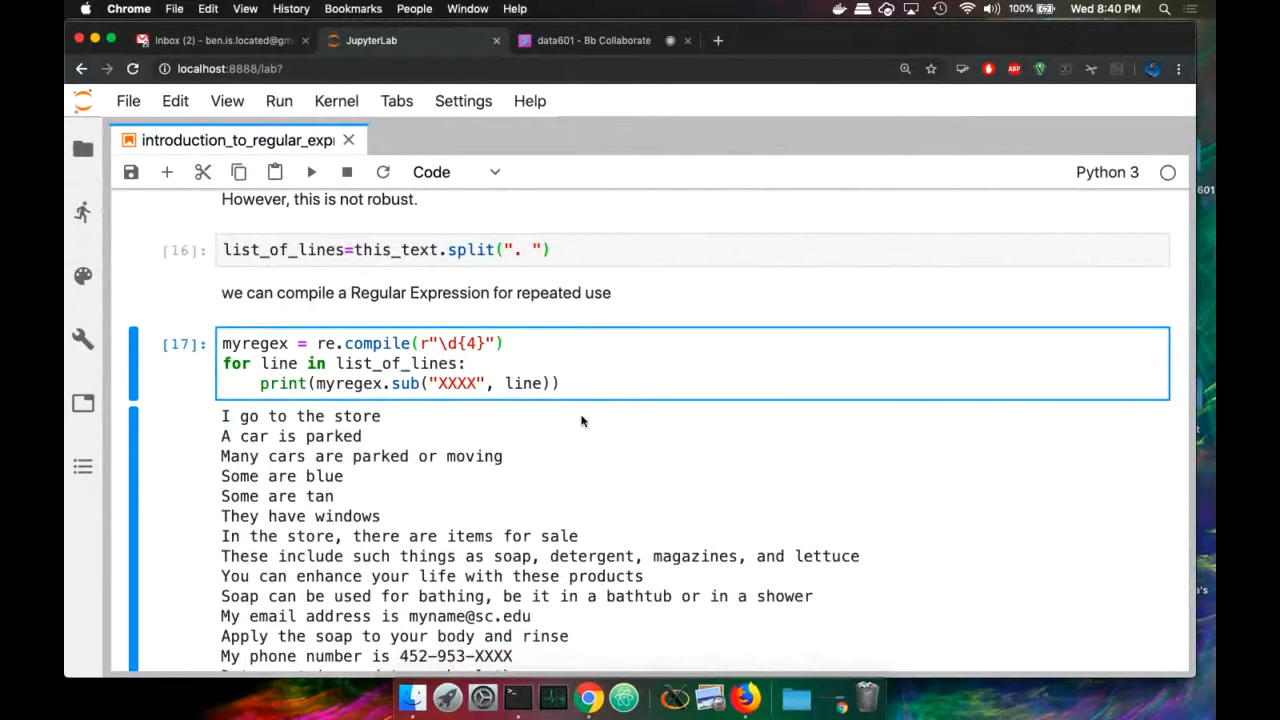 Chrome File Edit View History Bookmarks People Window Help 100% Wed 8:40 PM
Inbox (2) - ben.is.located@gm
JupyterLab
data601 - Bb Collaborate
localhost:8888/lab?
File Edit View Run Kernel Tabs Settings Help
introduction_to_regular_expr
Code
Python 3
However, this is not robust.
[16]: list_of_lines=this_text.split(". ")
we can compile a Regular Expression for repeated use
[17]: myregex = re.compile(r"\d{4}")
for line in list_of_lines:
print(myregex.sub("XXXX", line))
I go to the store
A car is parked
Many cars are parked or moving
Some are blue
Some are tan
They have windows
In the store, there are items for sale
These include such things as soap, detergent, magazines, and lettuce
You can enhance your life with these products
Soap can be used for bathing, be it in a bathtub or in a shower
My email address is myname@sc.edu
Apply the soap to your body and rinse
My phone number is 452-953-XXXX
601
ABP